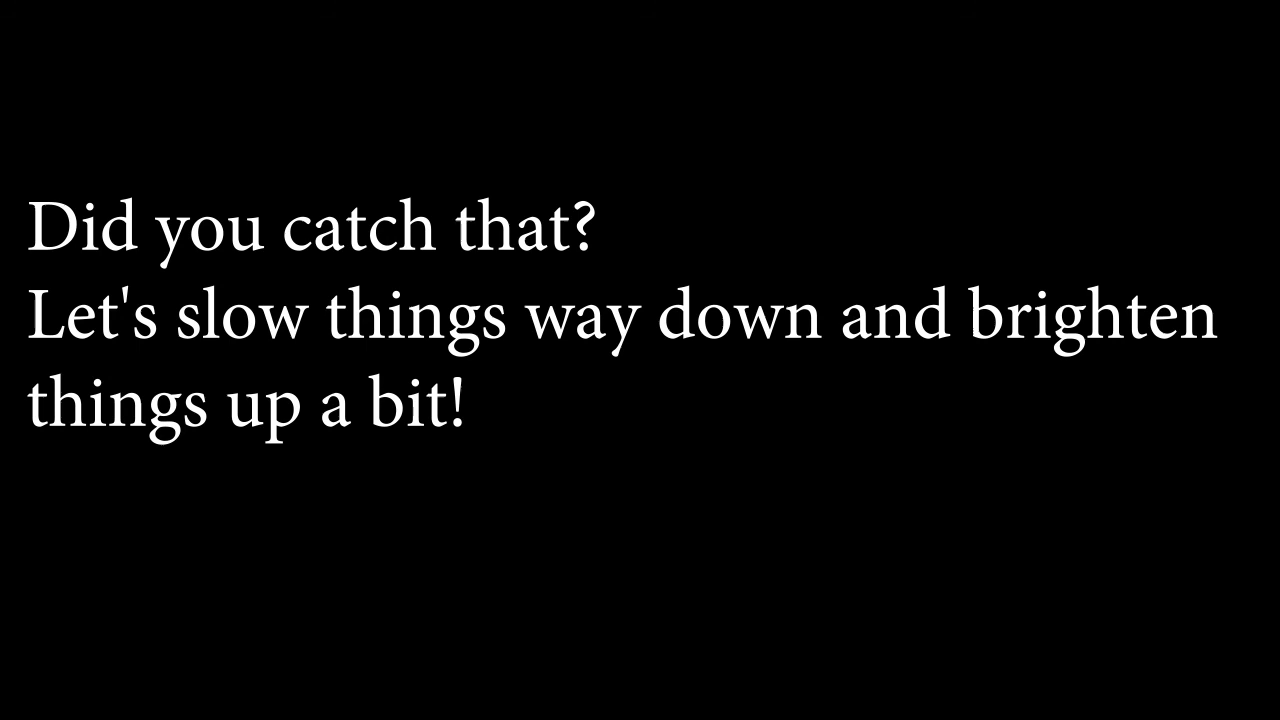 Did you catch that?
Let's slow things way down and brighten
things up a bit!